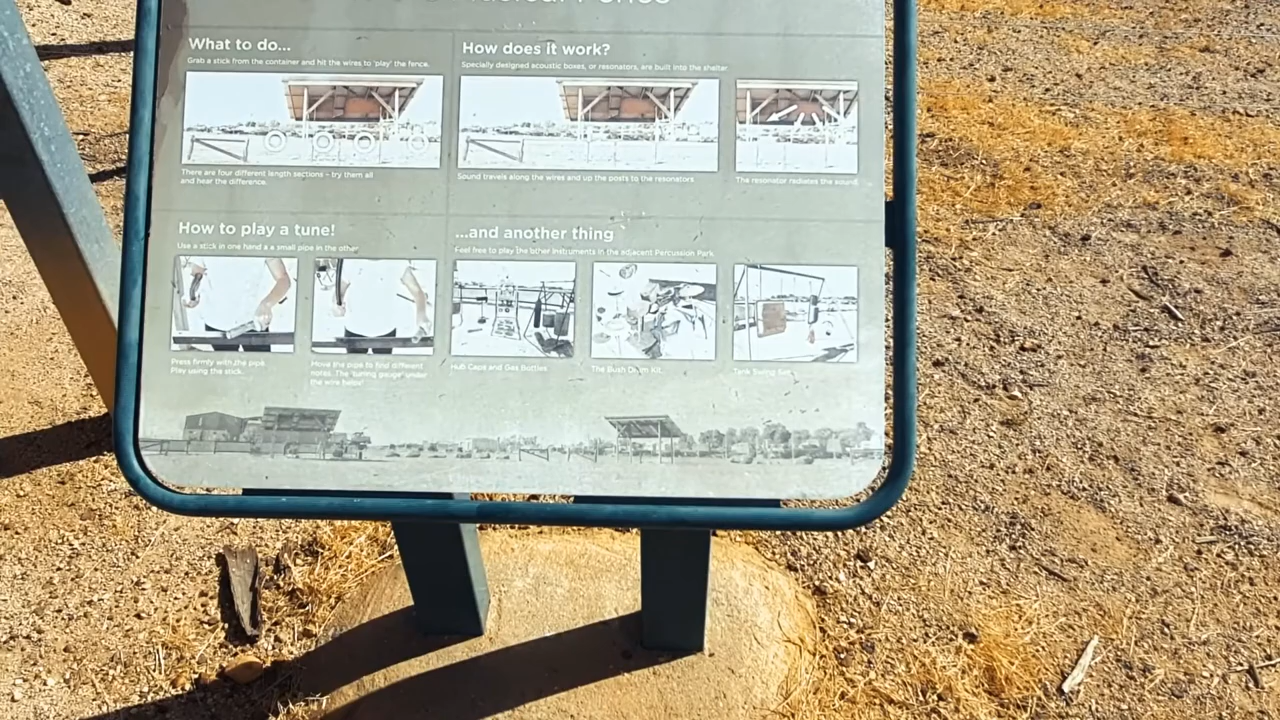 Musical Fence
What to do...
Grab a stick from the container and hit the wires to 'play' the fence.
There are four different length sections – try them all
and hear the difference.
How does it work?
Specially designed acoustic boxes, or resonators, are built into the shelter.
Sound travels along the wires and up the posts to the resonators.
The resonator radiates the sound.
How to play a tune!
Use a stick in one hand a a small pipe in the other
Press firmly with the pipe.
Play using the stick.
Move the pipe to find different
notes. The 'tuning gauge' under
the wire helps!
...and another thing
Feel free to play the other instruments in the adjacent Percussion Park.
Hub Caps and Gas Bottles
The Bush Drum Kit.
Tank Swing Set.